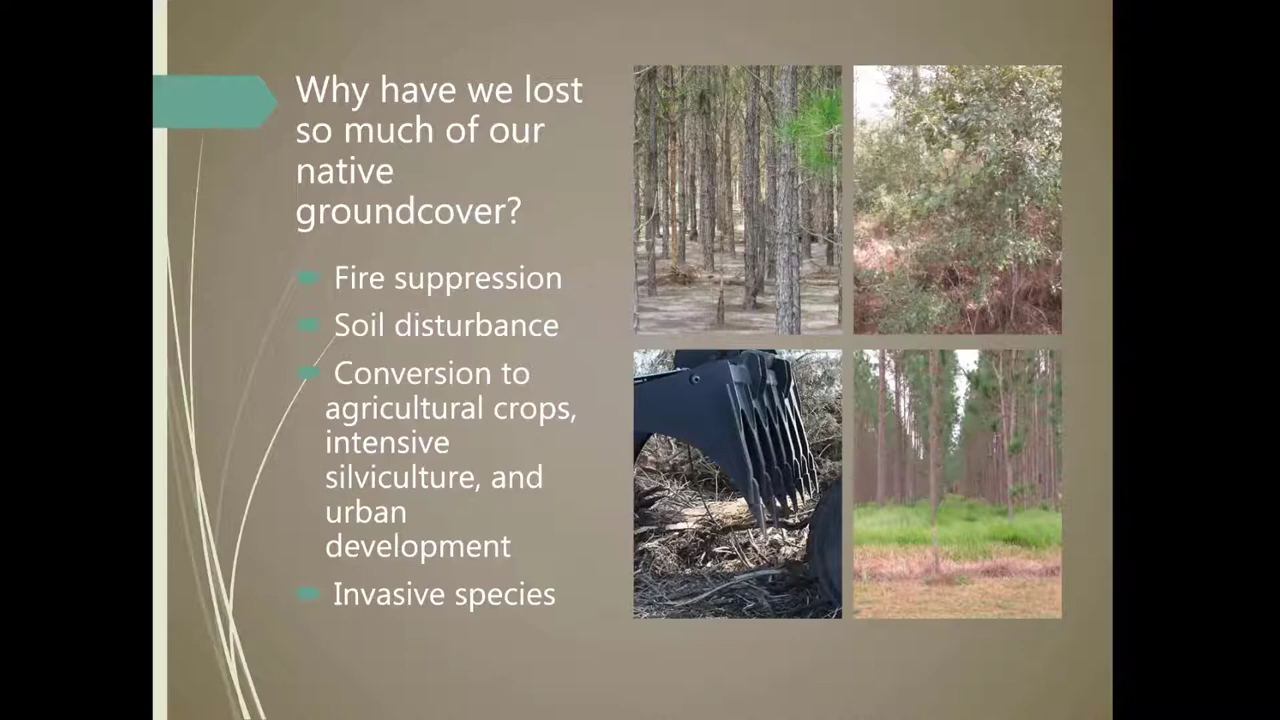 Why have we lost
so much of our
native
groundcover?
Fire suppression
Soil disturbance
Conversion to
agricultural crops,
intensive
silviculture, and
urban
development
Invasive species